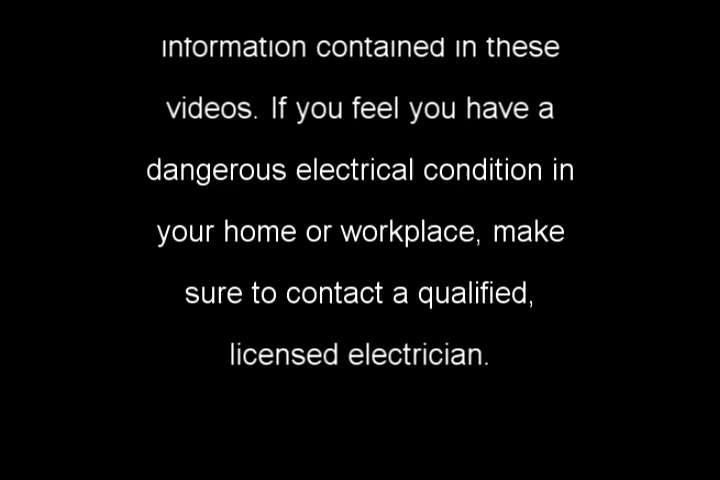 information contained in these
videos. If you feel you have a
dangerous electrical condition in
your home or workplace, make
sure to contact a qualified,
licensed electrician.